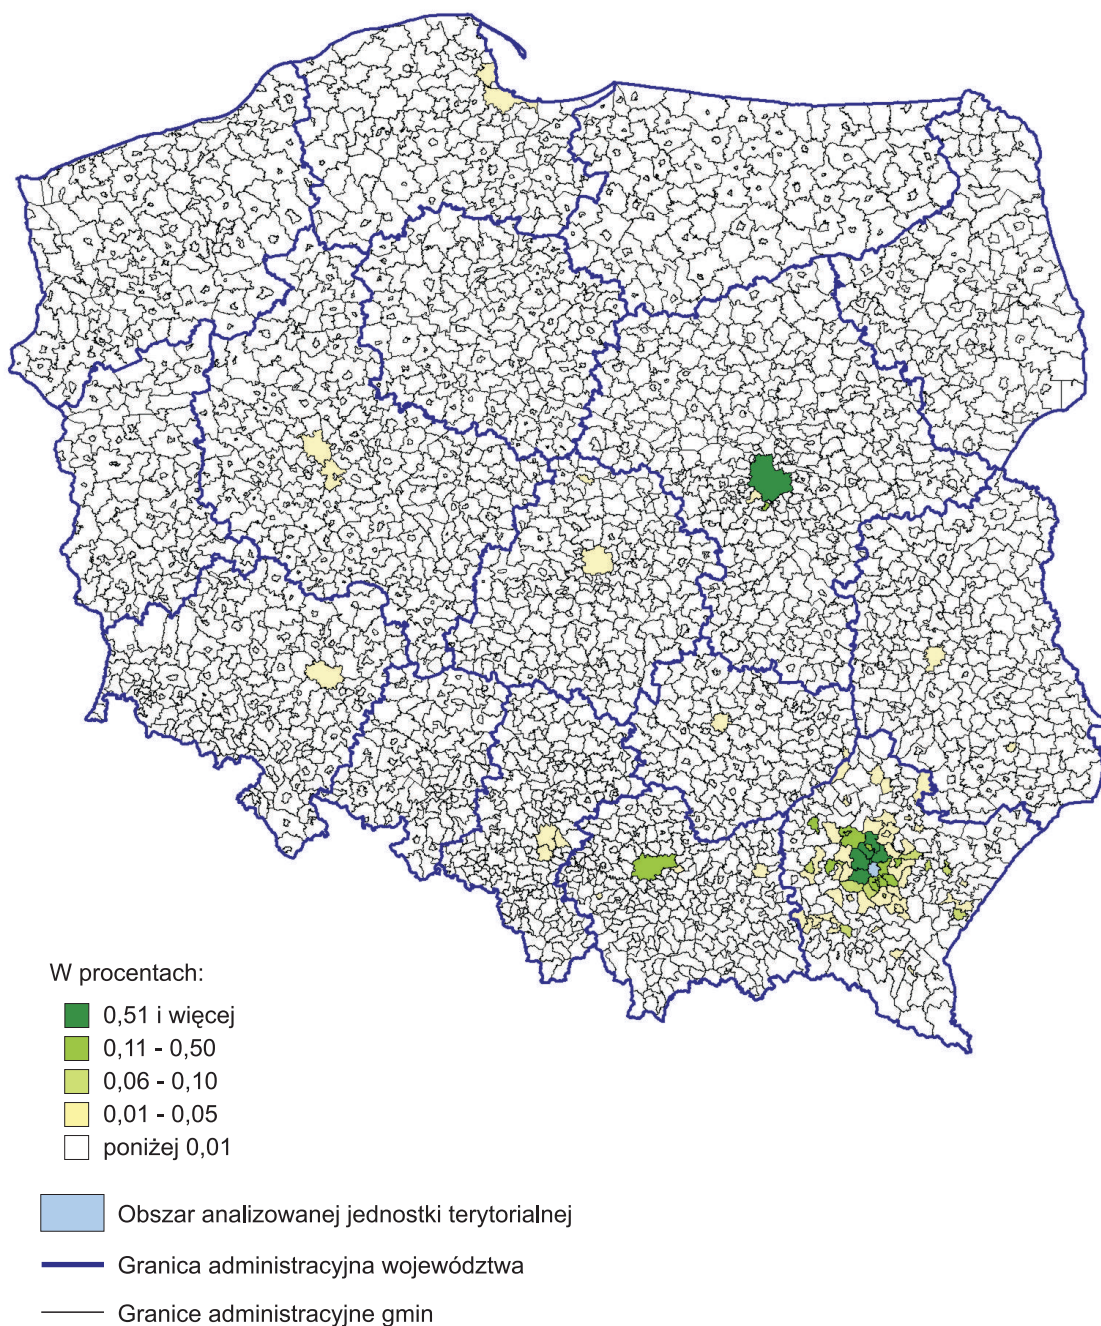 W procentach:
0,51 i więcej
0,11 - 0,50
0,06 - 0,10
0,01 - 0,05
poniżej 0,01
Obszar analizowanej jednostki terytorialnej
Granica administracyjna województwa
Granice administracyjne gmin